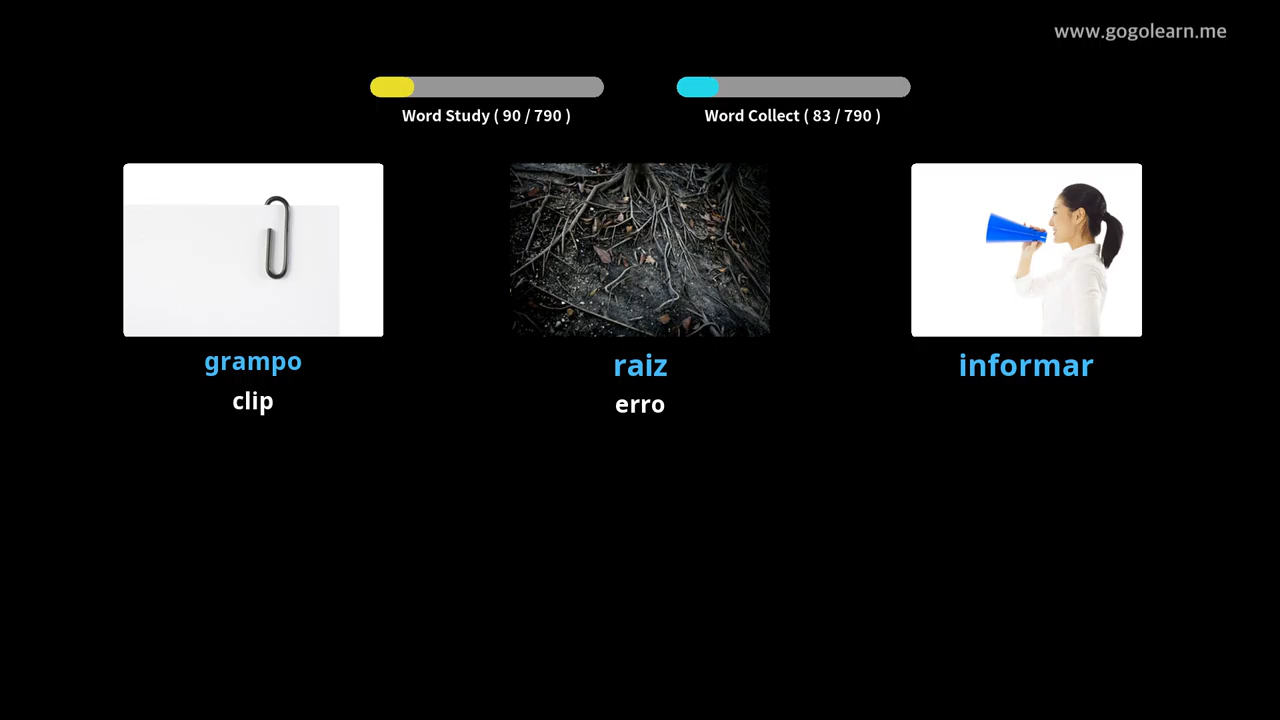 www.gogolearn.me
Word Study ( 90 / 790 )
Word Collect ( 83 / 790 )
grampo
clip
raiz
erro
informar